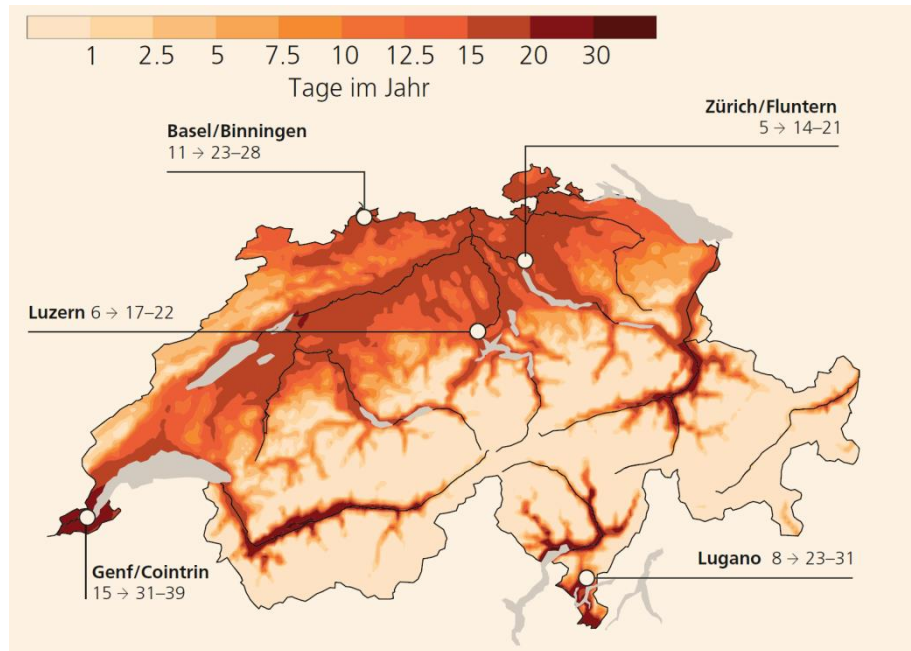 1 2.5 5 7.5 10 12.5 15 20 30
Tage im Jahr
Zürich/Fluntern
5 → 14–21
Basel/Binningen
11 → 23–28
Luzern 6 → 17–22
Genf/Cointrin
15 → 31–39
Lugano 8 → 23–31